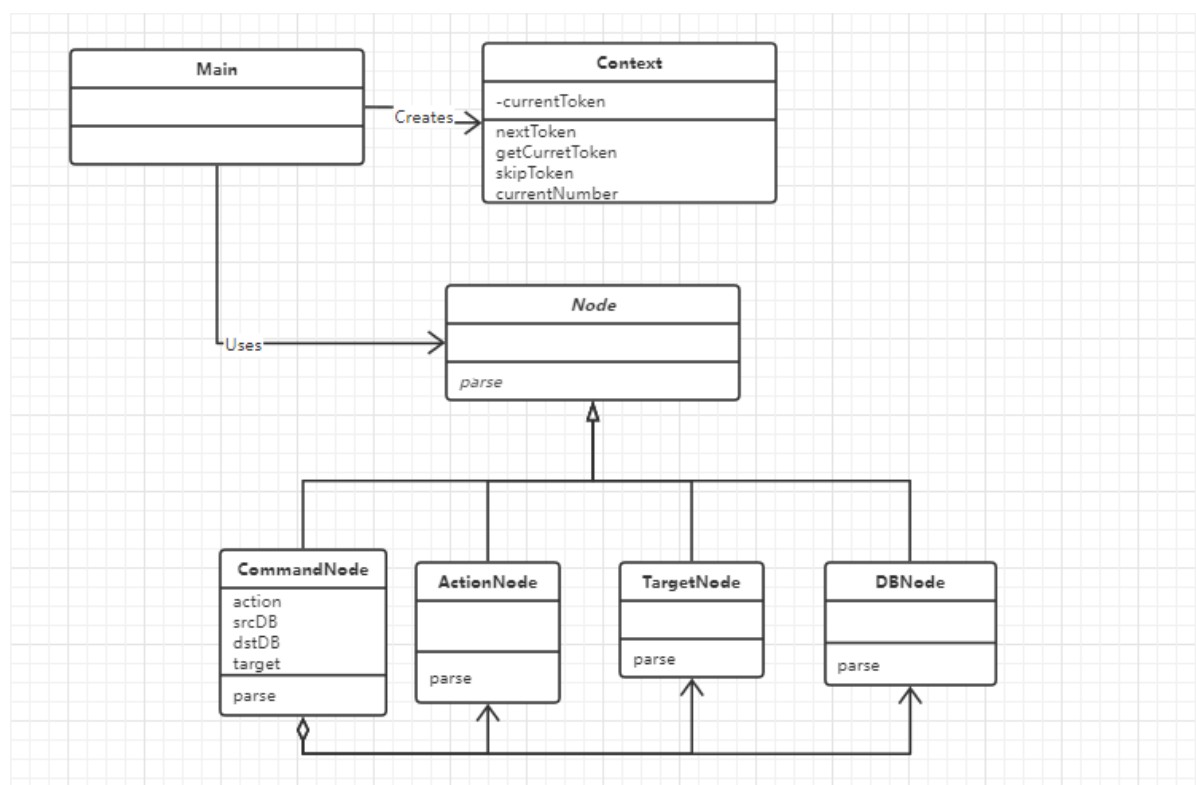 Main
Context
-currentToken
Creates
nextToken
getCurretToken
skipToken
currentNumber
Node
Uses
parse
CommandNode
action
srcDB
dstDB
target
parse
ActionNode
parse
TargetNode
parse
DBNode
parse